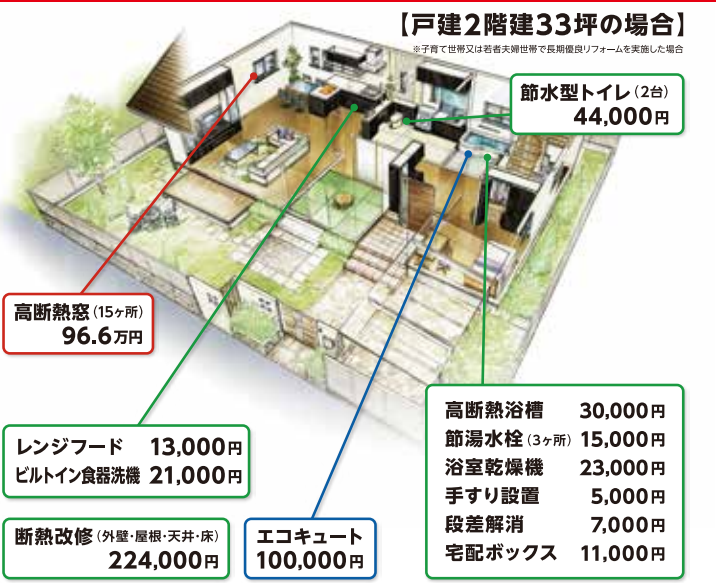 【戸建2階建33坪の場合】
※子育て世帯又は若者夫婦世帯で長期優良リフォームを実施した場合
節水型トイレ（2台）
44,000円
高断熱窓（15ヶ所）
96.6万円
レンジフード 13,000円
ビルトイン食器洗機 21,000円
断熱改修（外壁・屋根・天井・床）
224,000円
エコキュート
100,000円
高断熱浴槽 30,000円
節湯水栓（3ヶ所） 15,000円
浴室乾燥機 23,000円
手すり設置 5,000円
段差解消 7,000円
宅配ボックス 11,000円